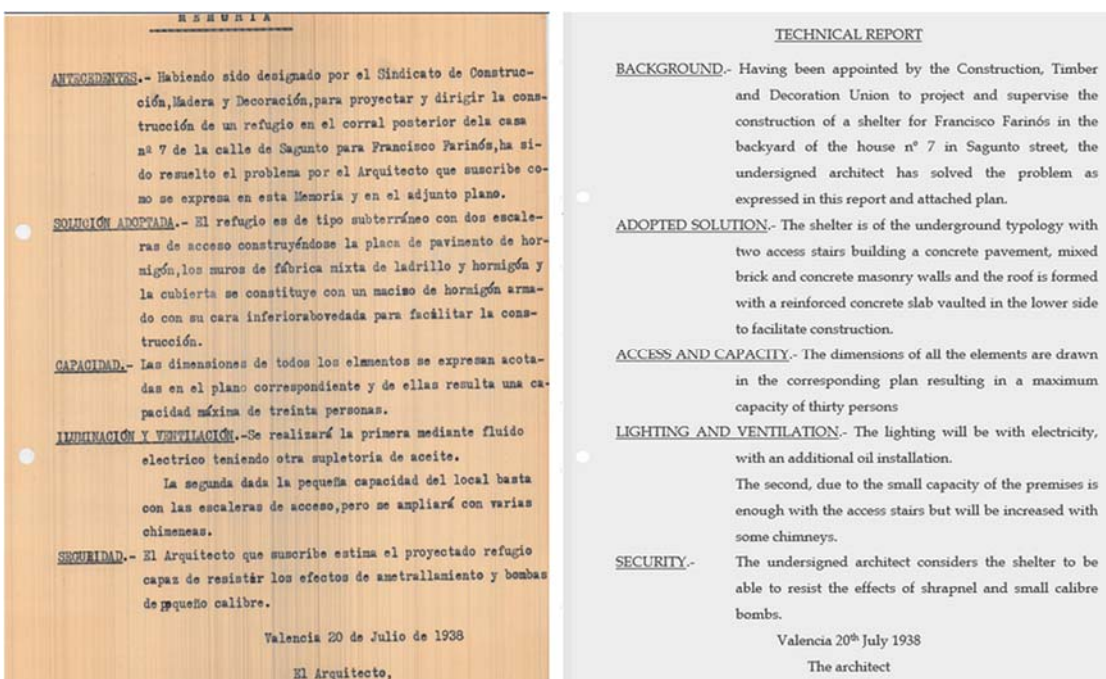 MEMORIA
ANTECEDENTES.- Habiendo sido designado por el Sindicato de Construc-
ción,Madera y Decoración,para proyectar y dirigir la cons-
trucción de un refugio en el corral posterior dela casa
nº 7 de la calle de Sagunto para Francisco Farinós,ha si-
do resuelto el problema por el Arquitecto que suscribe co-
mo se expresa en esta Memoria y en el adjunto plano.
SOLUCIÓN ADOPTADA.- El refugio es de tipo subterráneo con dos escale-
ras de acceso construyéndose la placa de pavimento de hor-
migón,los muros de fábrica mixta de ladrillo y hormigón y
la cubierta se constituye con un macizo de hormigón arma-
do con su cara inferiorabovedada para facilitar la cons-
trucción.
CAPACIDAD.- Las dimensiones de todos los elmentos se expresan acota-
das en el plano correspondiente y de ellas resulta una ca-
pacidad máxima de treinta personas.
ILUMINACIÓN Y VENTILACIÓN.-Se realizará la primera mediante fluido
electrico teniendo otra supletoria de aceite.
La segunda dada la pequeña capacidad del local basta
con las escaleras de acceso,pero se ampliará con varias
chimeneas.
SEGURIDAD.- El Arquitecto que suscribe estima el proyectado refugio
capaz de resistir los efectos de ametrallamiento y bombas
de pequeño calibre.
Valencia 20 de Julio de 1938
El Arquitecto,
TECHNICAL REPORT
BACKGROUND.- Having been appointed by the Construction, Timber
and Decoration Union to project and supervise the
construction of a shelter for Francisco Farinós in the
backyard of the house nº 7 in Sagunto street, the
undersigned architect has solved the problem as
expressed in this report and attached plan.
ADOPTED SOLUTION.- The shelter is of the underground typology with
two access stairs building a concrete pavement, mixed
brick and concrete masonry walls and the roof is formed
with a reinforced concrete slab vaulted in the lower side
to facilitate construction.
ACCESS AND CAPACITY.- The dimensions of all the elements are drawn
in the corresponding plan resulting in a maximum
capacity of thirty persons
LIGHTING AND VENTILATION.- The lighting will be with electricity,
with an additional oil installation.
The second, due to the small capacity of the premises is
enough with the access stairs but will be increased with
some chimneys.
SECURITY.- The undersigned architect considers the shelter to be
able to resist the effects of shrapnel and small calibre
bombs.
Valencia 20th July 1938
The architect